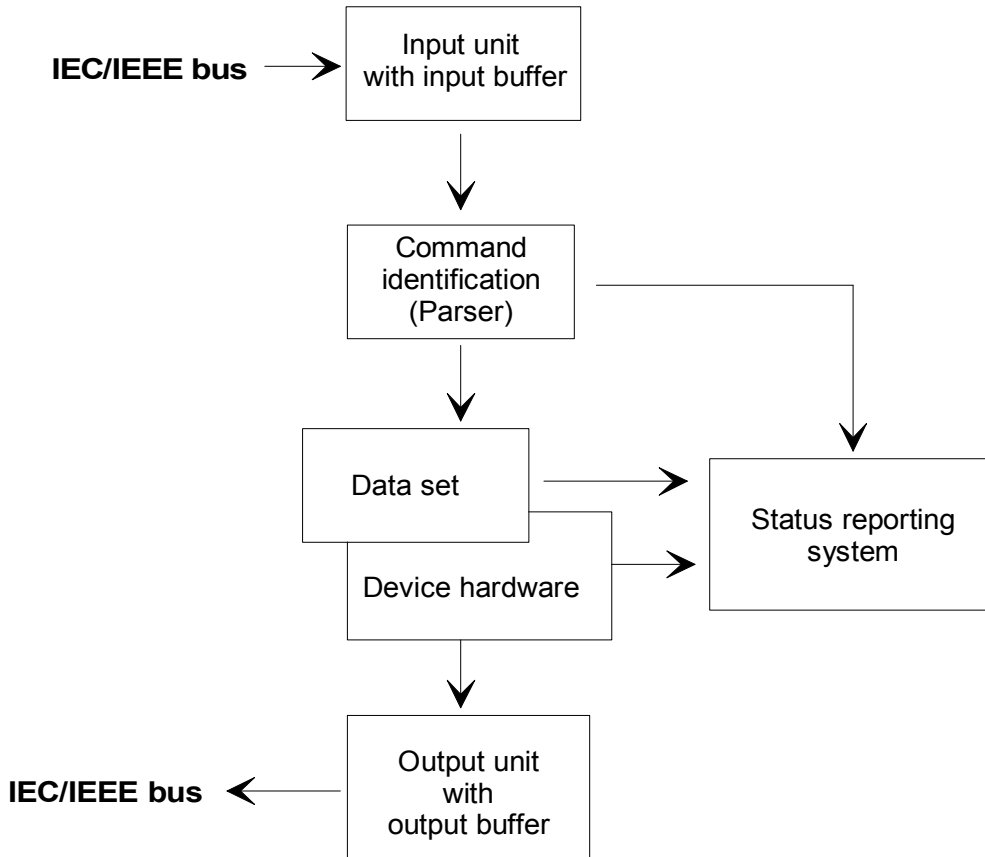 Input unit
with input buffer
IEC/IEEE bus
Command
identification
(Parser)
Data set
Status reporting
system
Device hardware
Output unit
with
output buffer
IEC/IEEE bus